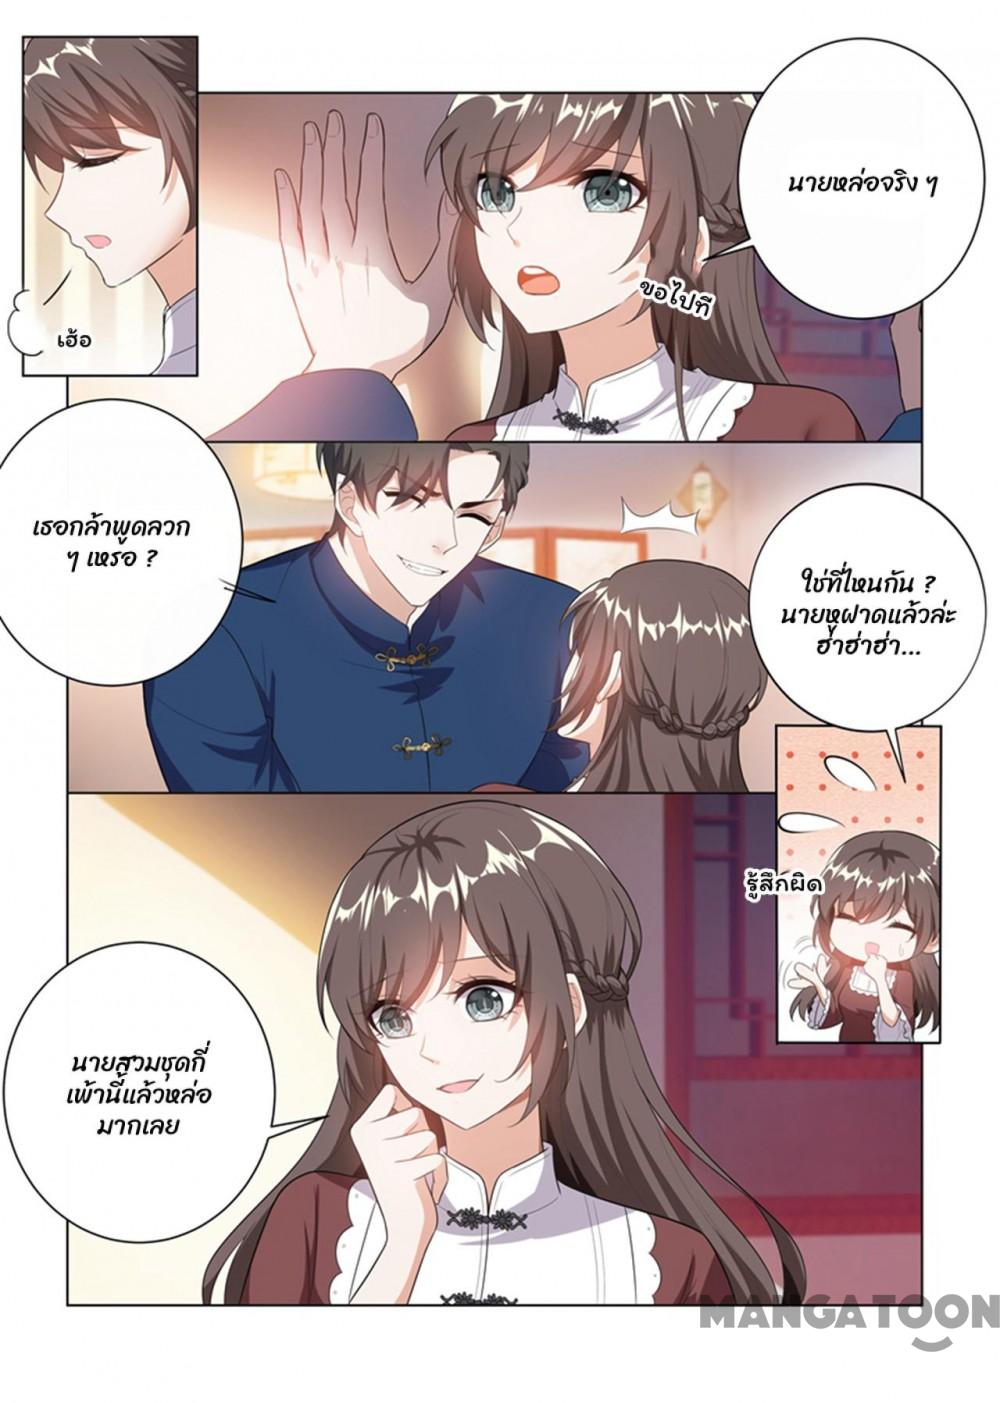 เฮ้อ
นายหล่อจริง ๆ
ขอไปที
เธอกล้าพูดลวก
ๆ เหรอ ?
ใช่ที่ไหนกัน ?
นายหูฝาดแล้วล่ะ
ฮ่าฮ่าฮ่า...
รู้สึกผิด
นายสวมชุดกี่
เพ้านี้แล้วหล่อ
มากเลย
MANGATOON